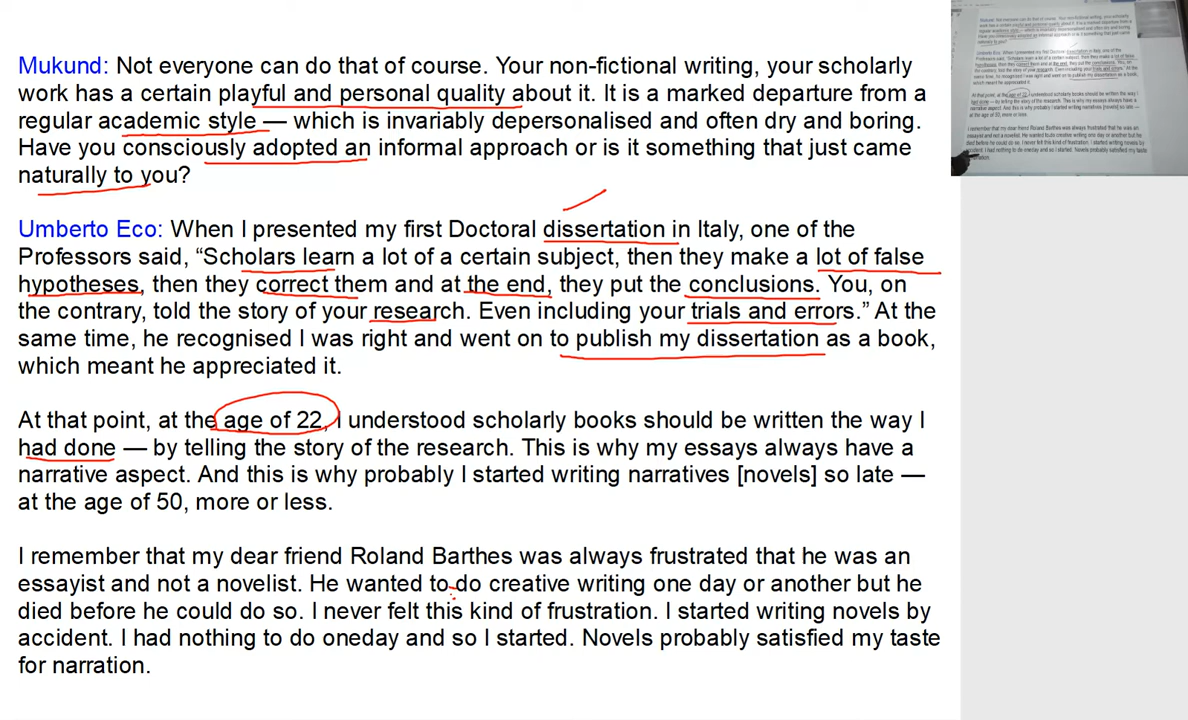 Mukund: Not everyone can do that of course. Your non-fictional writing, your scholarly
work has a certain playful and personal quality about it. It is a marked departure from a
regular academic style — which is invariably depersonalised and often dry and boring.
Have you consciously adopted an informal approach or is it something that just came
naturally to you?
Umberto Eco: When I presented my first Doctoral dissertation in Italy, one of the
Professors said, “Scholars learn a lot of a certain subject, then they make a lot of false
hypotheses, then they correct them and at the end, they put the conclusions. You, on
the contrary, told the story of your research. Even including your trials and errors.” At the
same time, he recognised I was right and went on to publish my dissertation as a book,
which meant he appreciated it.
At that point, at the age of 22, I understood scholarly books should be written the way I
had done — by telling the story of the research. This is why my essays always have a
narrative aspect. And this is why probably I started writing narratives [novels] so late —
at the age of 50, more or less.
I remember that my dear friend Roland Barthes was always frustrated that he was an
essayist and not a novelist. He wanted to do creative writing one day or another but he
died before he could do so. I never felt this kind of frustration. I started writing novels by
accident. I had nothing to do oneday and so I started. Novels probably satisfied my taste
for narration.